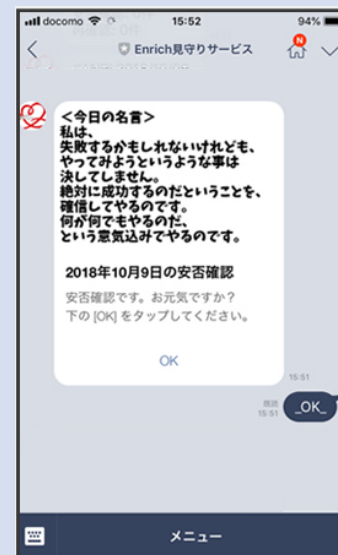 docomo 15:52 94%
Enrich見守りサービス
N
<今日の名言>
私は、
失敗するかもしれないけれども、
やってみようというような事は
決してしません。
絶対に成功するのだということを、
確信してやるのです。
何が何でもやるのだ、
という意気込みでやるのです。
2018年10月9日の安否確認
安否確認です。お元気ですか？
下の [OK] をタップしてください。
OK
15:51
既読
15:51
_OK_
メニュー